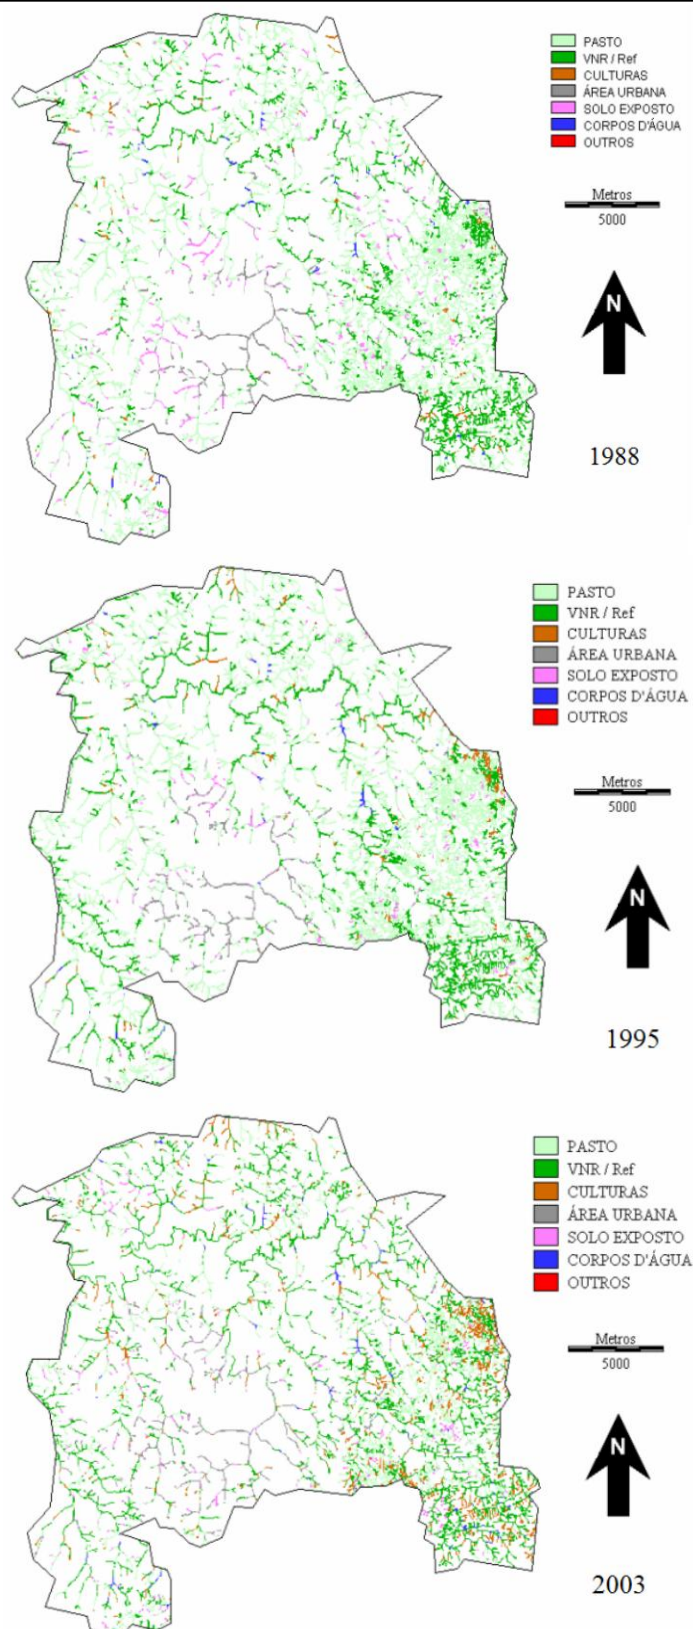 PASTO
VNR / Ref
CULTURAS
ÁREA URBANA
SOLO EXPOSTO
CORPOS D'ÁGUA
OUTROS
Metros
5000
N
1988
PASTO
VNR / Ref
CULTURAS
ÁREA URBANA
SOLO EXPOSTO
CORPOS D'ÁGUA
OUTROS
Metros
5000
N
1995
PASTO
VNR / Ref
CULTURAS
ÁREA URBANA
SOLO EXPOSTO
CORPOS D'ÁGUA
OUTROS
Metros
5000
N
2003